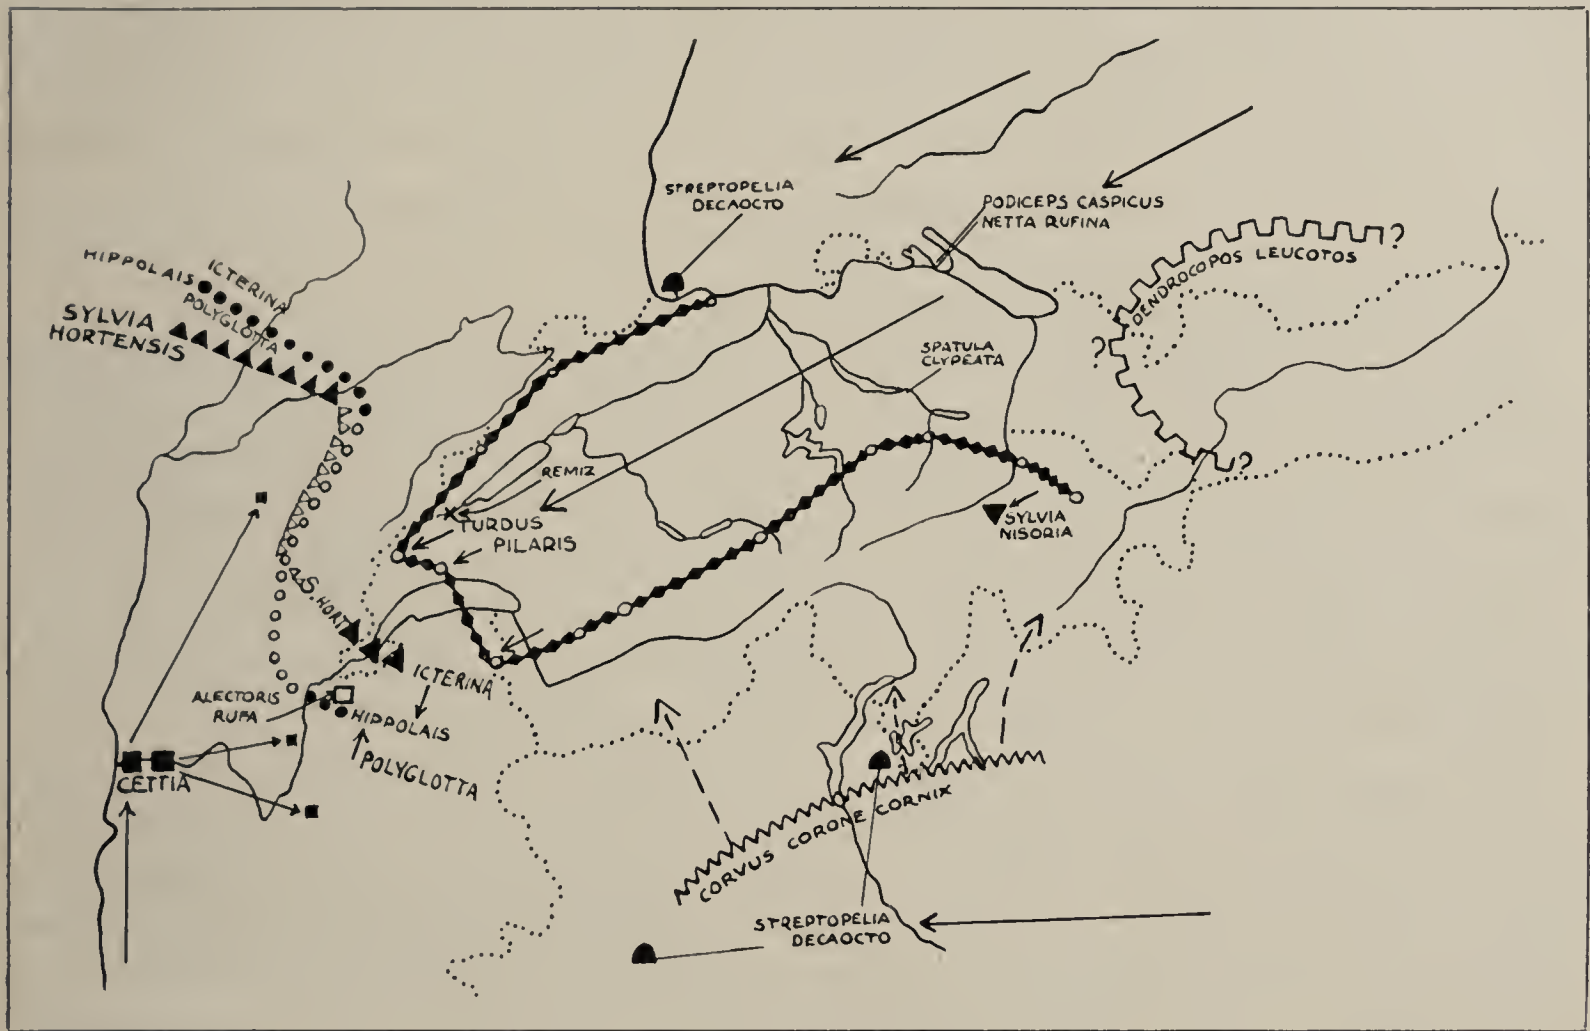 STREPTOPELIA
DECAOCTO
PODICEPS CASPICUS
NETTA RUFINA
?
DENDROCOPOS LEUCOTOS
?
?
ICTERINA
HIPPOLAIS
POLYGLOTTA
SYLVIA
HORTENSIS
SPATULA
CLYPEATA
REMIZ
TURDUS
PILARIS
SYLVIA
NISORIA
S. HORT
ICTERINA
ALECTORIS
RUFA
HIPPOLAIS
POLYGLOTTA
CETTIA
CORVUS CORONE CORNIX
STREPTOPELIA
DECAOCTO